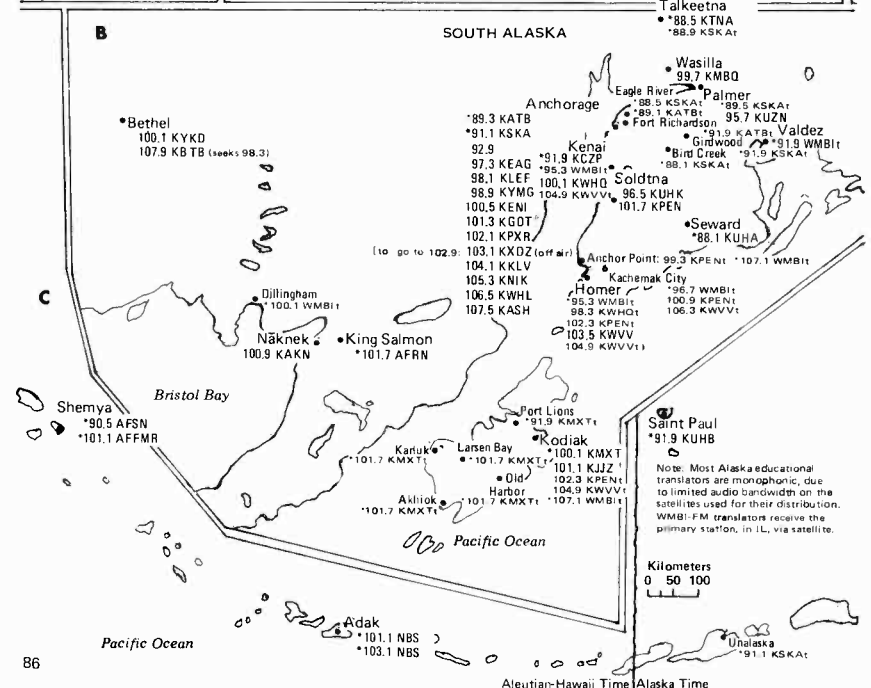 Talkeetna
*88.5 KTNA
*88.9 KSKAt
B
SOUTH ALASKA
Wasilla
99.7 KMBQ
Eagle River
*88.5 KSKAt
*89.1 KATBt
Palmer
*89.5 KSKAt
95.7 KUZN
Fort Richardson
Anchorage
*89.3 KATB
*91.1 KSKA
92.9
97.3 KEAG
98.1 KLEF
98.9 KYMG
100.5 KENI
101.3 KGOT
102.1 KPXR
[to go to 102.9: 103.1 KXDZ (off air)
104.1 KKLV
105.3 KNIK
106.5 KWHL
107.5 KASH
Bethel
100.1 KYKD
107.9 KBTB (seeks 98.3)
Kenai
*91.9 KCZP
*95.3 WMBIt
100.1 KWHQ
104.9 KWVVt
Soldtna
96.5 KUHK
101.7 KPEN
*91.9 KATBt
Girdwood
*91.9 KSKAt
Bird Creek
*88.1 KSKAt
Valdez
*91.9 WMBIt
Seward
*88.1 KUHA
Anchor Point: 99.3 KPENt *107.1 WMBIt
Kachemak City
*96.7 WMBIt
100.9 KPENt
106.3 KWVVt
Homer
*95.3 WMBIt
98.3 KWHQt
102.3 KPENt
103.5 KWVV
104.9 KWVVt)
C
Dillingham
*100.1 WMBIt
Naknek
100.9 KAKN
King Salmon
*101.7 AFRN
Bristol Bay
Shemya
*90.5 AFSN
*101.1 AFFMR
Port Lions
*91.9 KMXTt
Karluk
*101.7 KMXTt
Larsen Bay
*101.7 KMXTt
Kodiak
*100.1 KMXT
101.1 KJJZ
102.3 KPENt
104.9 KWVVt
*107.1 WMBIt
Old
Harbor
*101.7 KMXTt
Akhiok
*101.7 KMXTt
Saint Paul
*91.9 KUHB
Note: Most Alaska educational
translators are monophonic, due
to limited audio bandwidth on the
satellites used for their distribution.
WMBI-FM translators receive the
primary station, in IL, via satellite.
Pacific Ocean
Kilometers
0 50 100
Adak
*101.1 NBS
*103.1 NBS
Pacific Ocean
Unalaska
*91.1 KSKAt
86
Aleutian-Hawaii Time Alaska Time